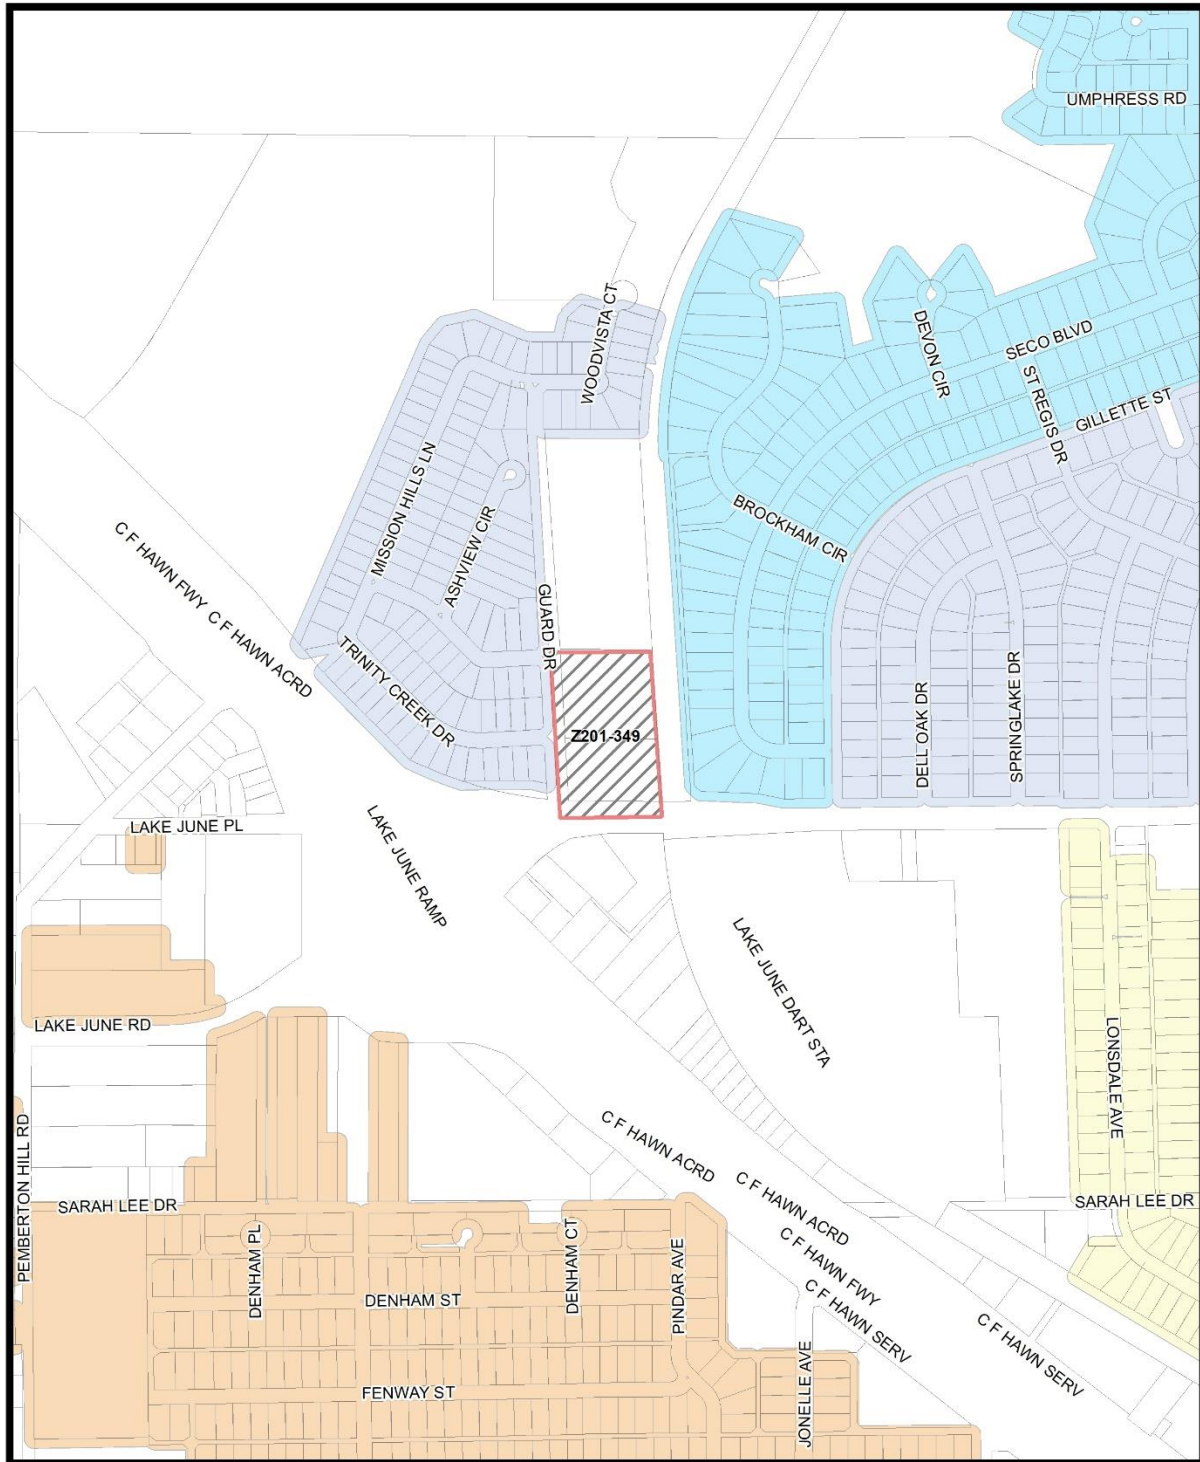 UMPHRESS RD
WOODVISTA CT
DEVON CIR
SECO BLVD
ST REGIS DR
GILLETTE ST
MISSION HILLS LN
ASHVIEW CIR
BROCKHAM CIR
C F HAWN FWY
C F HAWN ACRD
GUARD DR
TRINITY CREEK DR
DELL OAK DR
SPRINGLAKE DR
Z201-349
LAKE JUNE PL
LAKE JUNE RAMP
LAKE JUNE DART STA
LAKE JUNE RD
LONSDALE AVE
PEMBERTON HILL RD
C F HAWN ACRD
C F HAWN ACRD
SARAH LEE DR
SARAH LEE DR
DENHAM PL
DENHAM CT
PINDAR AVE
C F HAWN FWY
C F HAWN SERV
C F HAWN SERV
DENHAM ST
JONELLE AVE
FENWAY ST